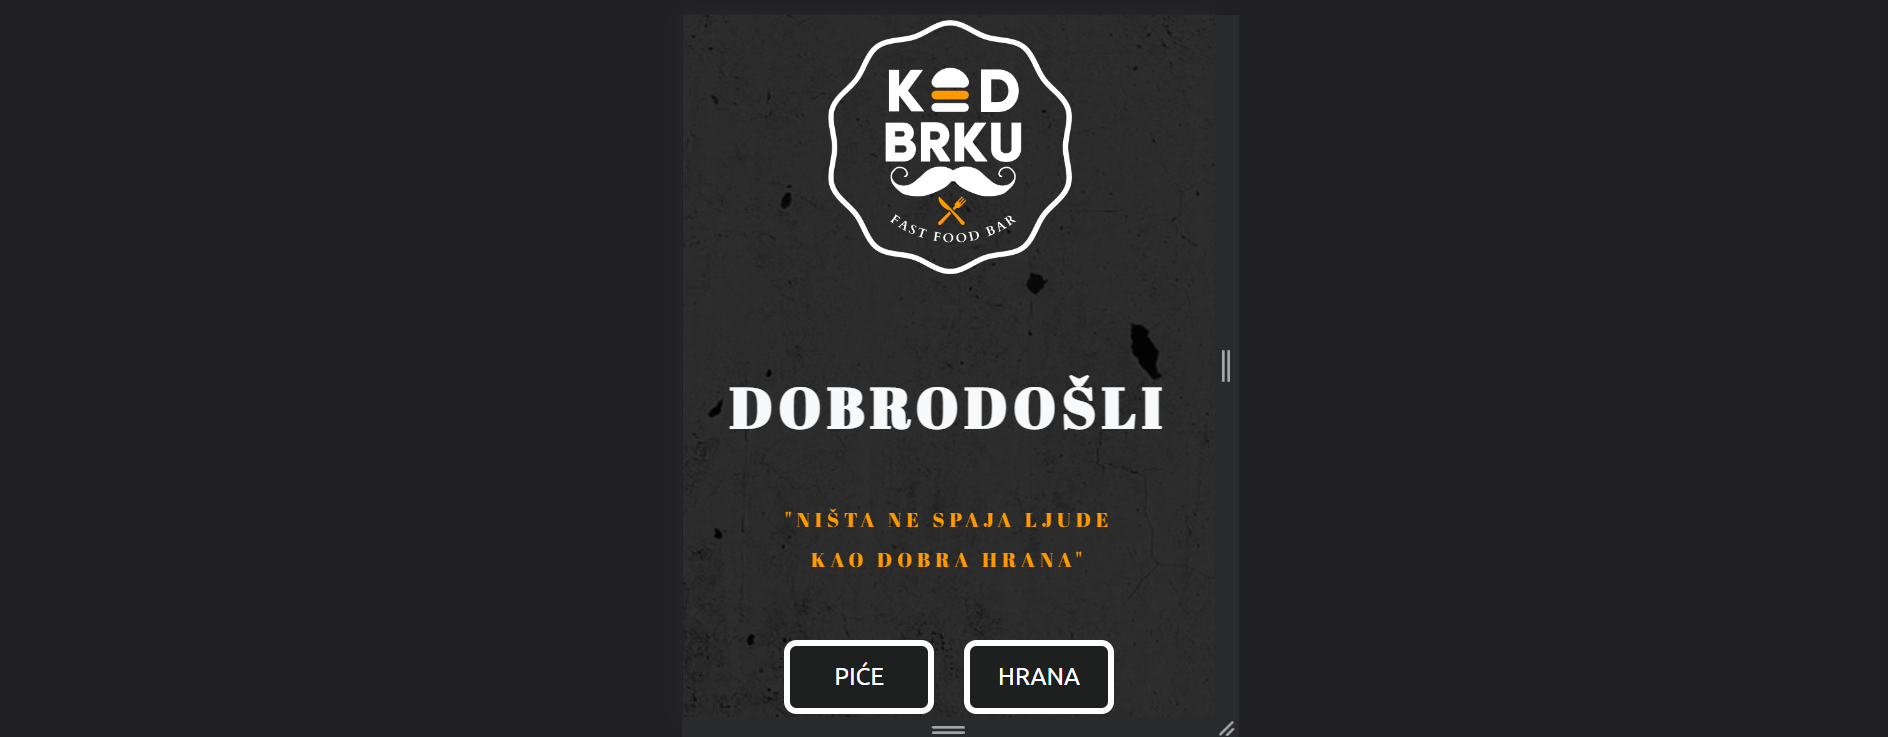 KOD
BRKU
FAST FOOD BAR
DOBRODOŠLI
"NIŠTA NE SPAJA LJUDE
KAO DOBRA HRANA"
PIĆE
HRANA